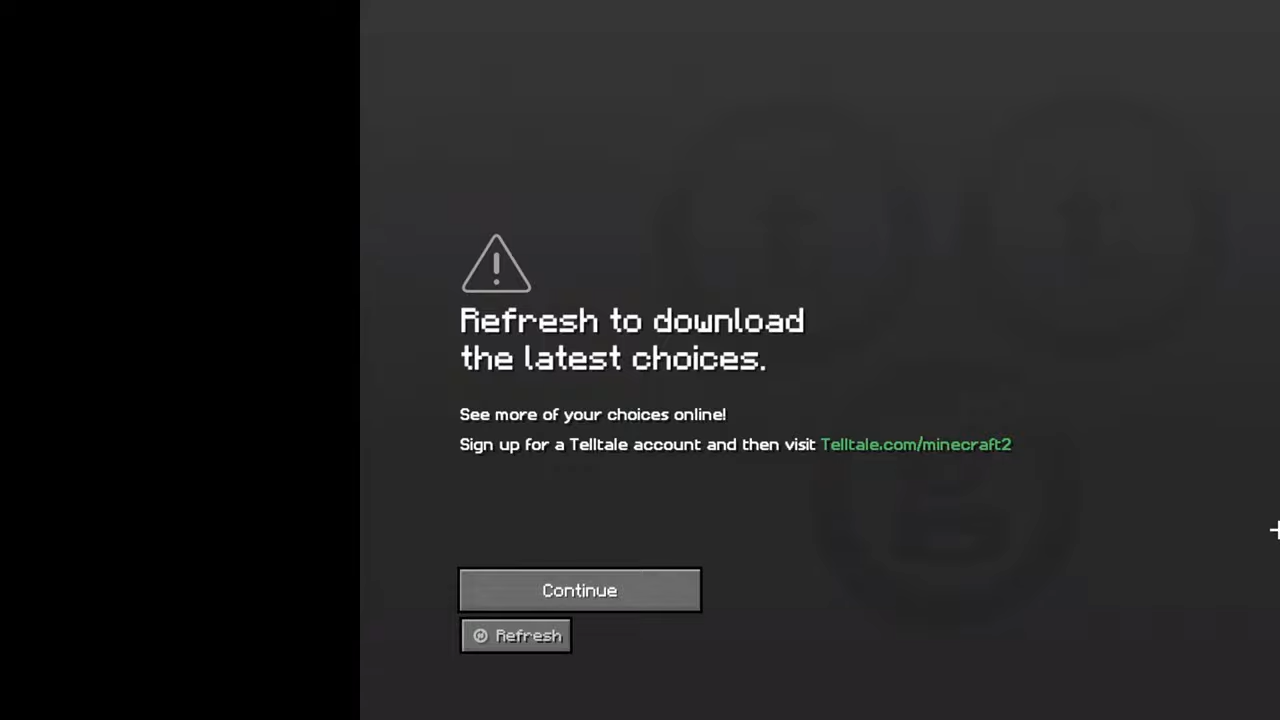 Refresh to download
the latest choices.
See more of your choices online!
Sign up for a Telltale account and then visit Telltale.com/minecraft2
Continue
Refresh